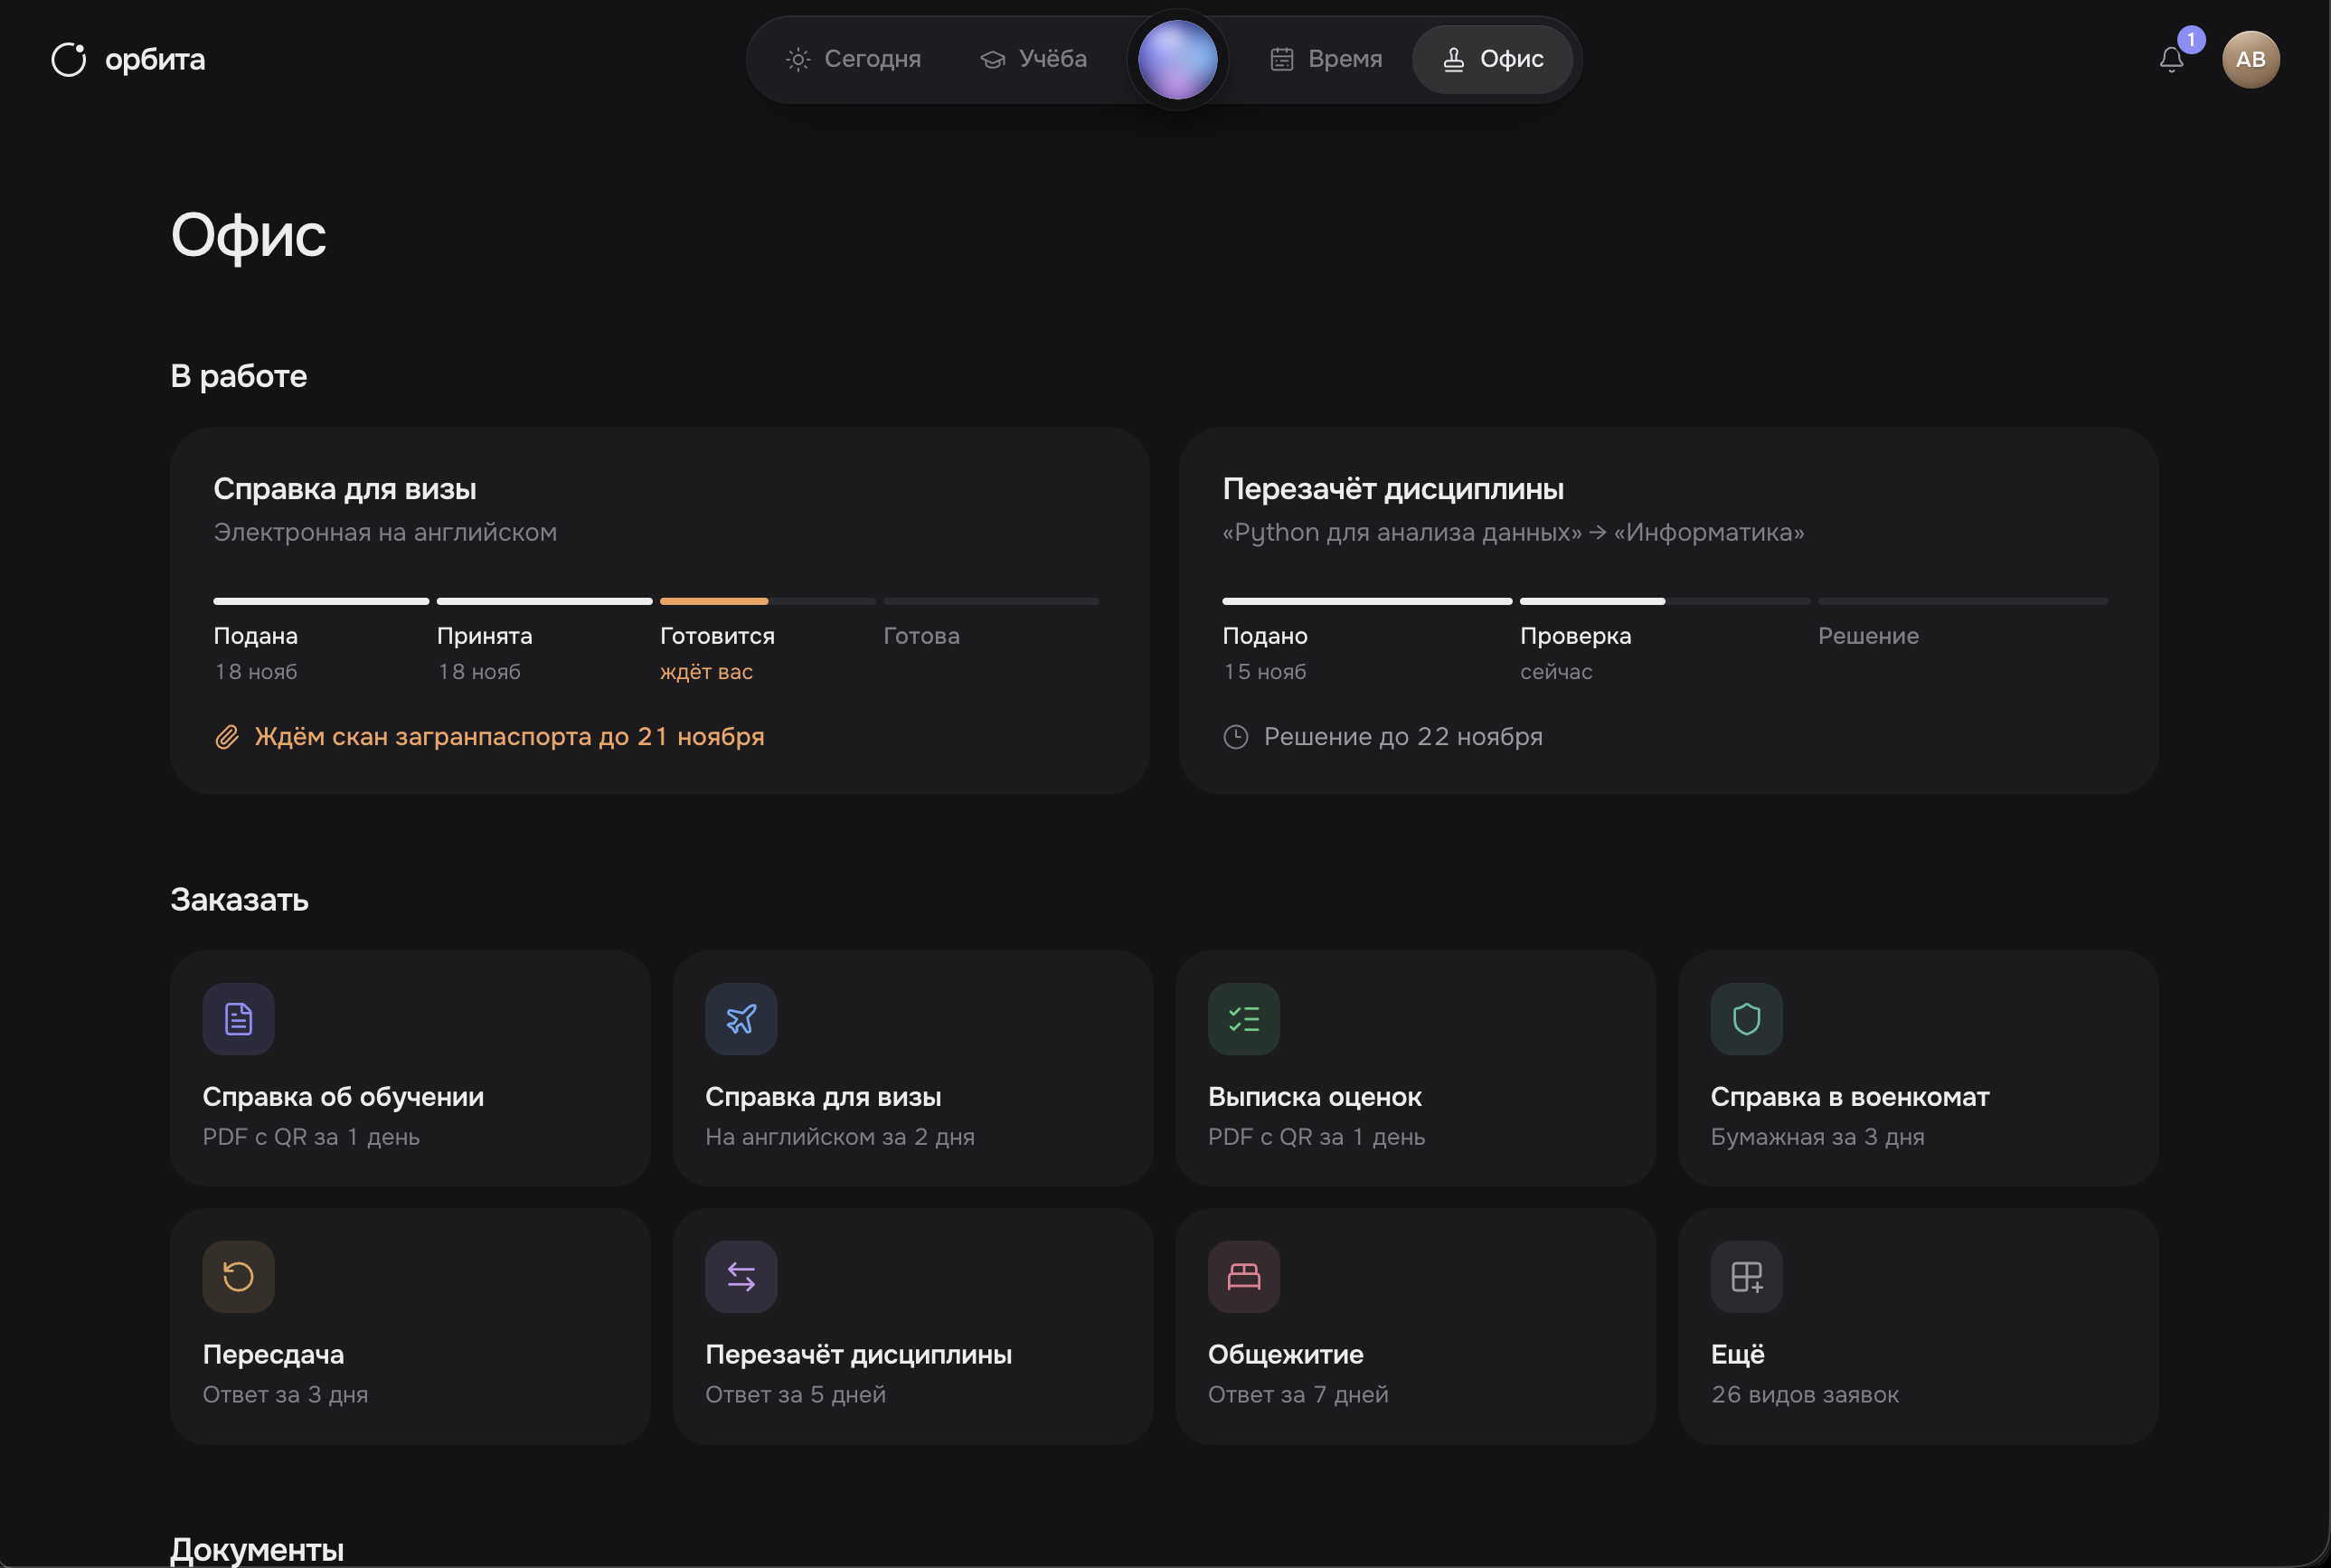 орбита
Сегодня
Учёба
Время
Офис
1
АВ
Офис
В работе
Справка для визы
Электронная на английском
Подана
Принята
Готовится
Готова
18 нояб
18 нояб
ждёт вас
Ждём скан загранпаспорта до 21 ноября
Перезачёт дисциплины
«Python для анализа данных» → «Информатика»
Подано
Проверка
Решение
15 нояб
сейчас
Решение до 22 ноября
Заказать
Справка об обучении
PDF с QR за 1 день
Справка для визы
На английском за 2 дня
Выписка оценок
PDF с QR за 1 день
Справка в военкомат
Бумажная за 3 дня
Пересдача
Ответ за 3 дня
Перезачёт дисциплины
Ответ за 5 дней
Общежитие
Ответ за 7 дней
Ещё
26 видов заявок
Документы